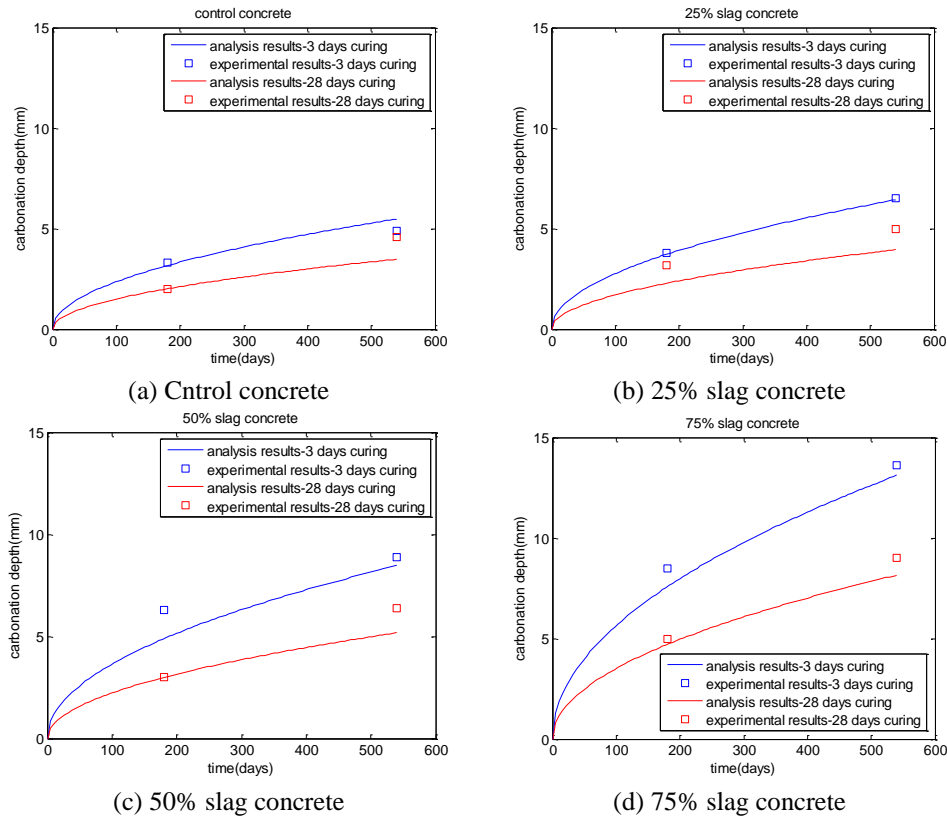 control concrete
analysis results-3 days curing
experimental results-3 days curing
analysis results-28 days curing
experimental results-28 days curing
15
10
5
0
carbonation depth(mm)
0 100 200 300 400 500 600
time(days)
(a) Cntrol concrete
25% slag concrete
analysis results-3 days curing
experimental results-3 days curing
analysis results-28 days curing
experimental results-28 days curing
15
10
5
0
carbonation depth(mm)
0 100 200 300 400 500 600
time(days)
(b) 25% slag concrete
50% slag concrete
analysis results-3 days curing
experimental results-3 days curing
analysis results-28 days curing
experimental results-28 days curing
15
10
5
0
carbonation depth(mm)
0 100 200 300 400 500 600
time(days)
(c) 50% slag concrete
75% slag concrete
15
10
5
0
carbonation depth(mm)
analysis results-3 days curing
experimental results-3 days curing
analysis results-28 days curing
experimental results-28 days curing
0 100 200 300 400 500 600
time(days)
(d) 75% slag concrete